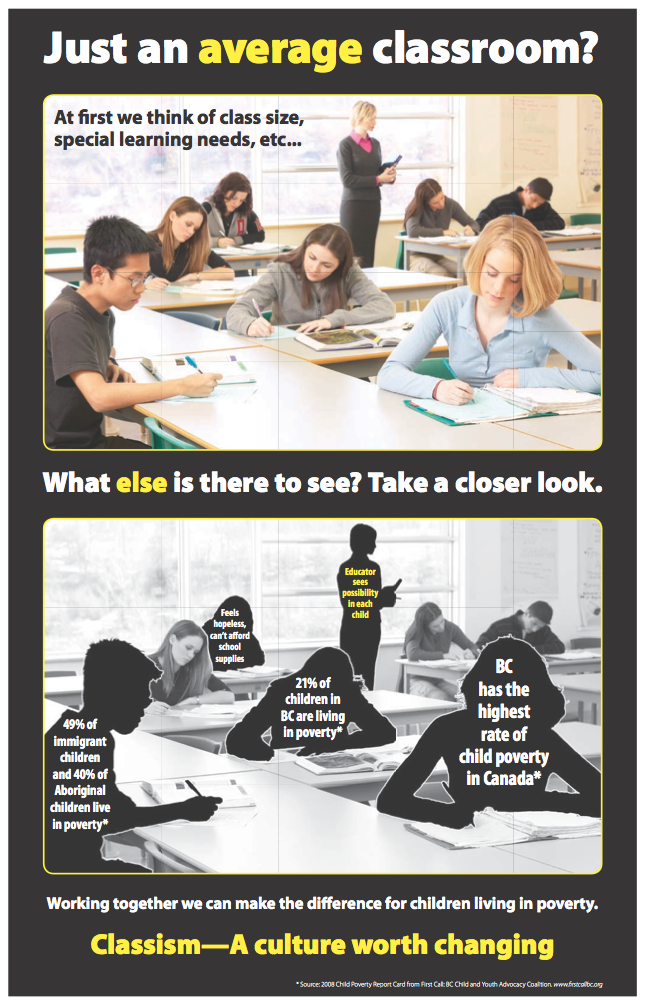 Just an average classroom?
At first we think of class size,
special learning needs, etc...
What else is there to see? Take a closer look.
Educator
sees
possibility
in each
child
Feels
hopeless,
can't afford
school
supplies
49% of
immigrant
children
and 40% of
Aboriginal
children live
in poverty*
21% of
children in
BC are living
in poverty*
BC
has the
highest
rate of
child poverty
in Canada*
Working together we can make the difference for children living in poverty.
Classism—A culture worth changing
* Source: 2008 Child Poverty Report Card from First Call: BC Child and Youth Advocacy Coalition. www.firstcallbc.org